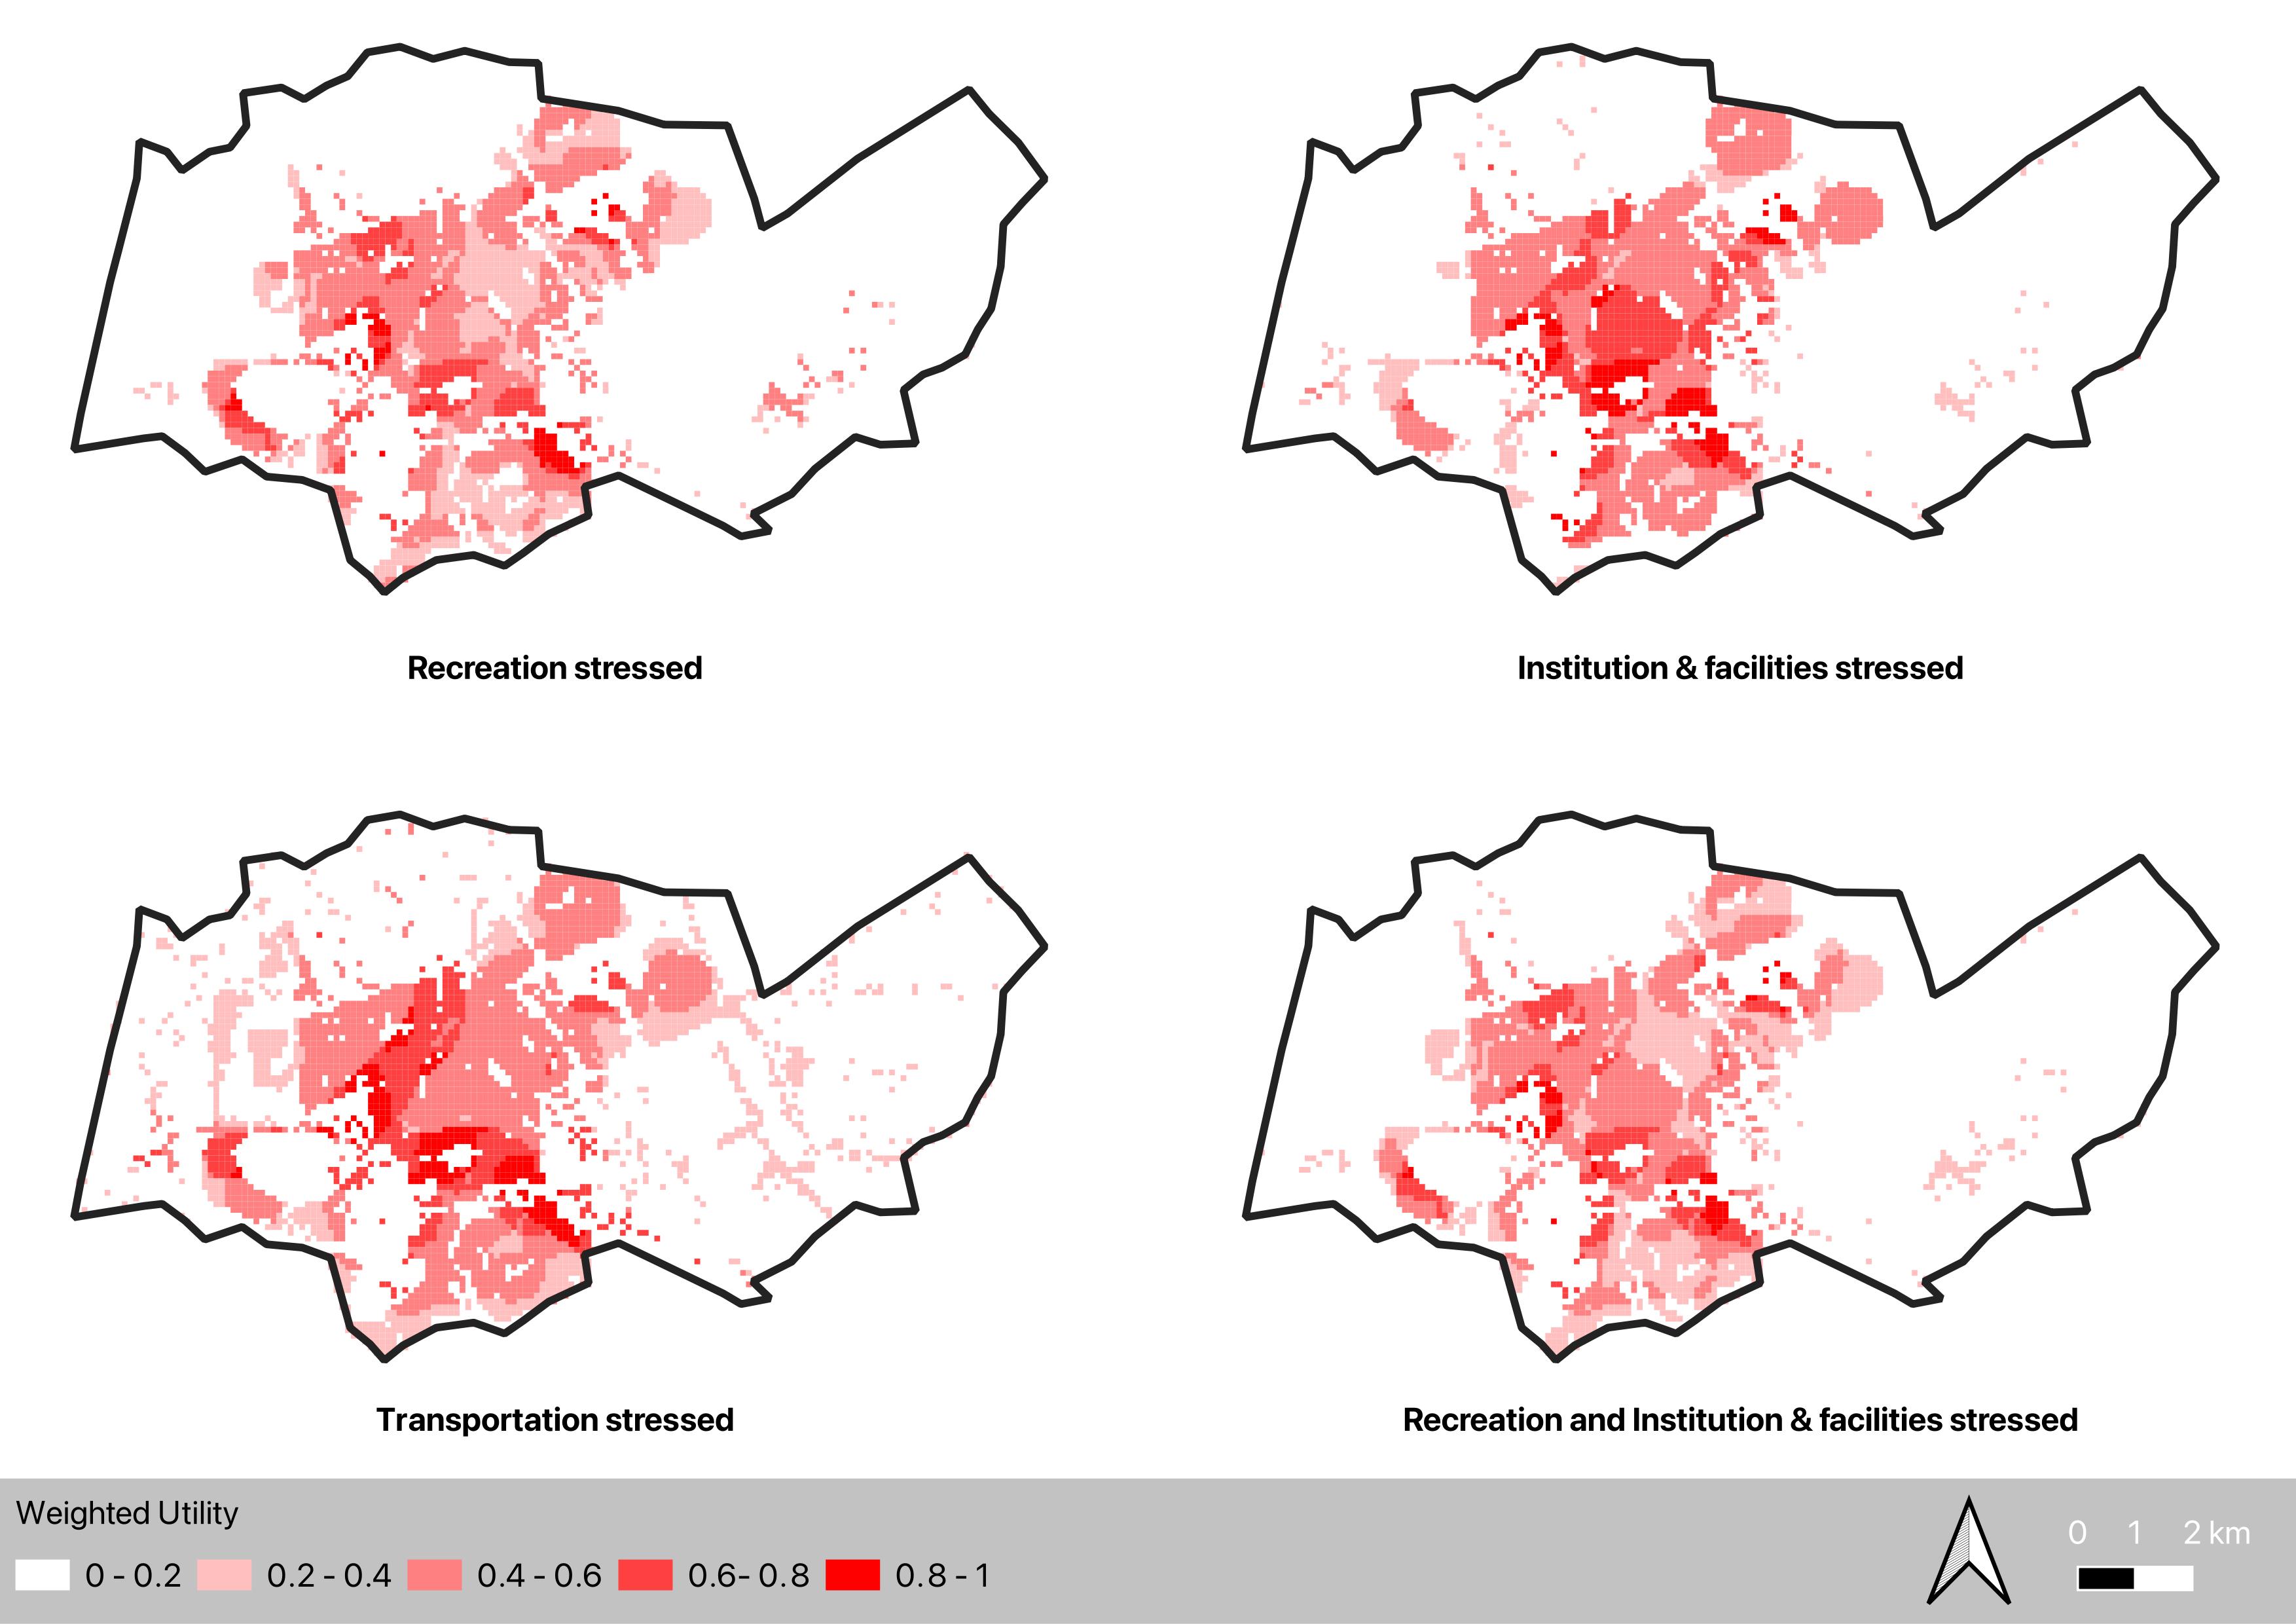 Recreation stressed
Institution & facilities stressed
Transportation stressed
Recreation and Institution & facilities stressed
Weighted Utility
0 - 0.2
0.2 - 0.4
0.4 - 0.6
0.6- 0.8
0.8 - 1
0 1 2 km